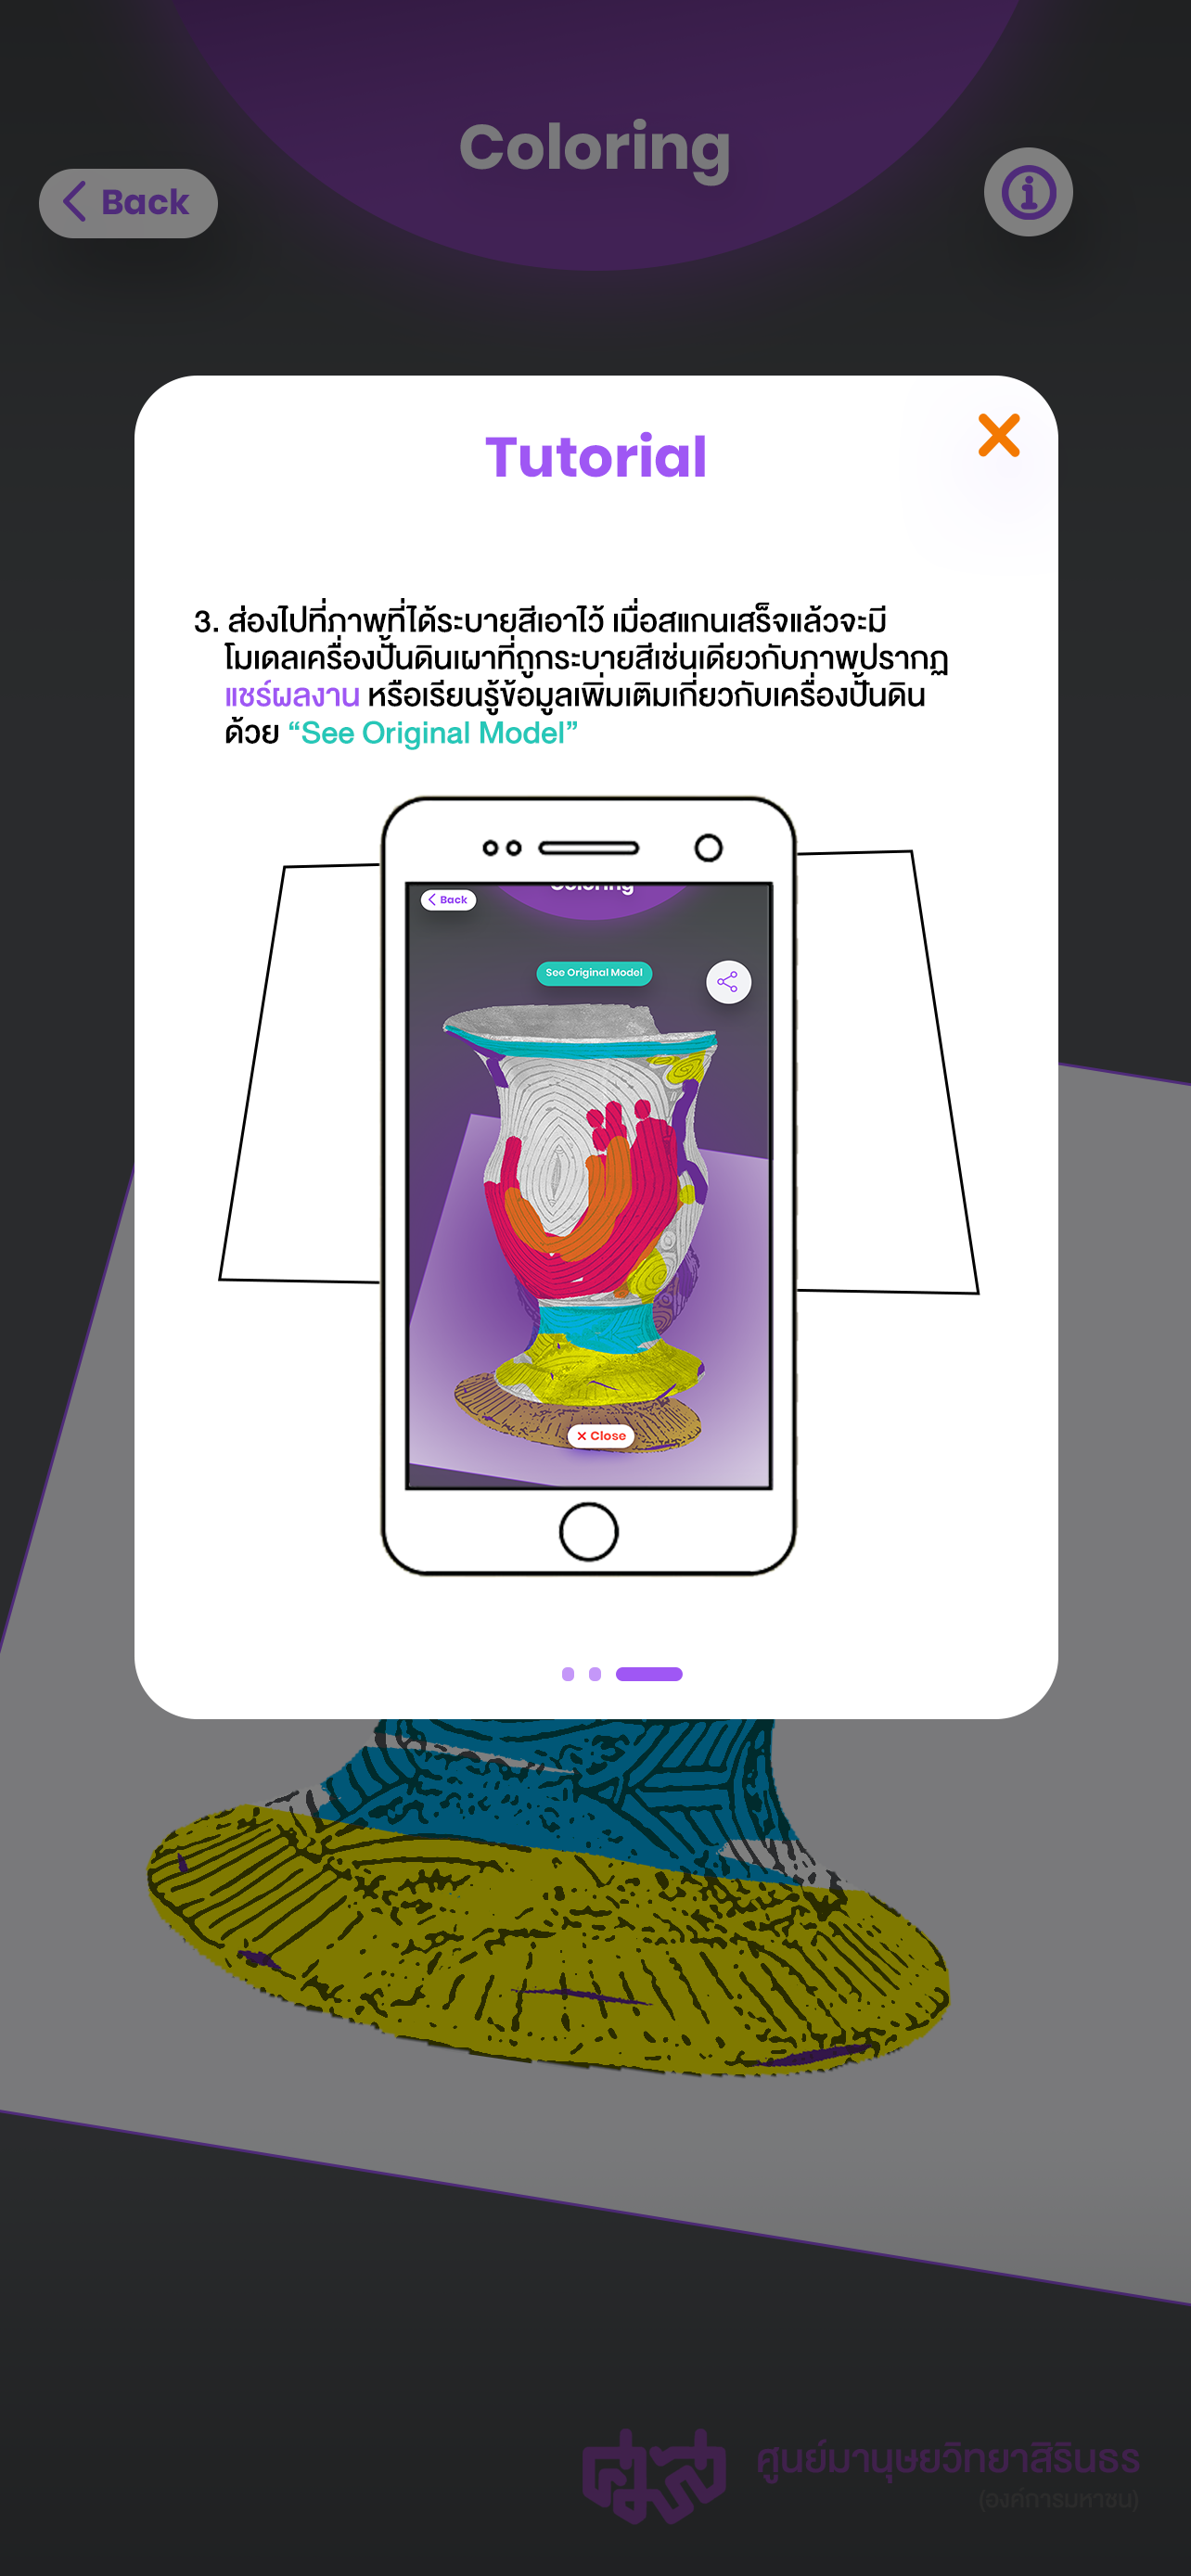 Coloring
Back
Tutorial
3. ส่องไปที่ภาพที่ได้ระบายสีเอาไว้ เมื่อสแกนเสร็จแล้วจะมี
โมเดลเครื่องปั้นดินเผาที่ถูกระบายสีเช่นเดียวกับภาพปรากฏ
แชร์ผลงาน หรือเรียนรู้ข้อมูลเพิ่มเติมเกี่ยวกับเครื่องปั้นดิน
ด้วย “See Original Model”
Coloring
Back
See Original Model
× Close
ศมส
ศูนย์มานุษยวิทยาสิรินธร
(องค์การมหาชน)